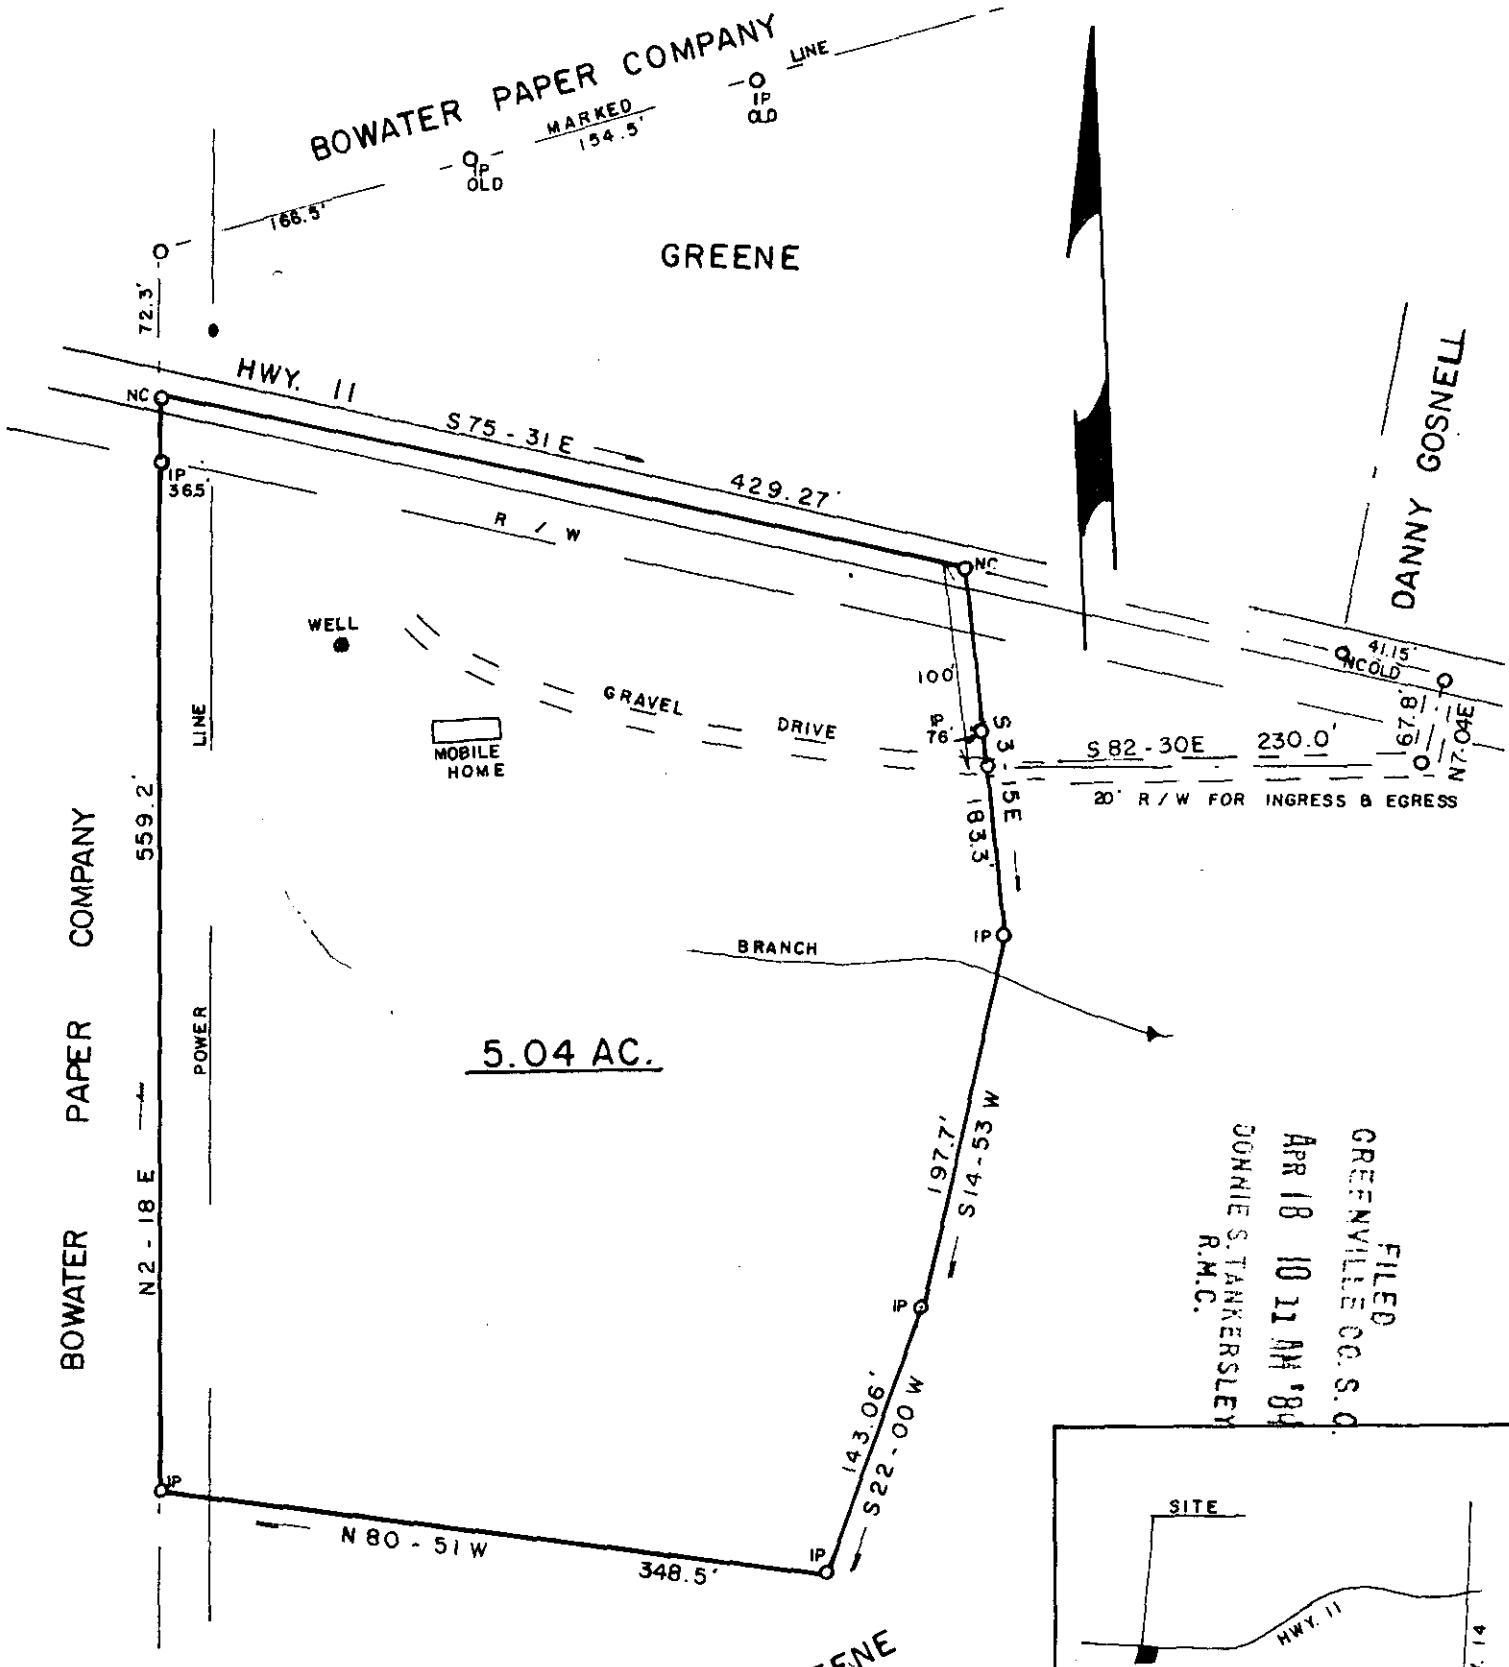 BOWATER PAPER COMPANY
LINE
MARKED
154.5'
IP
OLD
IP
OLD
166.5'
72.3'
GREENE
HWY. 11
NC
S 75 - 31 E
429.27'
IP
36.5'
R / W
NC
DANNY GOSNELL
41.15'
NC OLD
67.8'
N7-04E
WELL
GRAVEL DRIVE
MOBILE
HOME
100'
IP
76'
S 3 - 15 E
183.3'
S 82 - 30 E 230.0'
20' R / W FOR INGRESS & EGRESS
POWER LINE
559.2'
N 2 - 18 E
BOWATER PAPER COMPANY
IP
BRANCH
5.04 AC.
197.7'
S 14 - 53 W
IP
143.06'
S 22 - 00 W
IP
N 80 - 51 W
348.5'
IP
FILED
GREENVILLE CO. S. C.
APR 18 10 11 AM '84
DONNIE S. TANKERSLEY
R.M.C.
SITE
HWY. 11
14